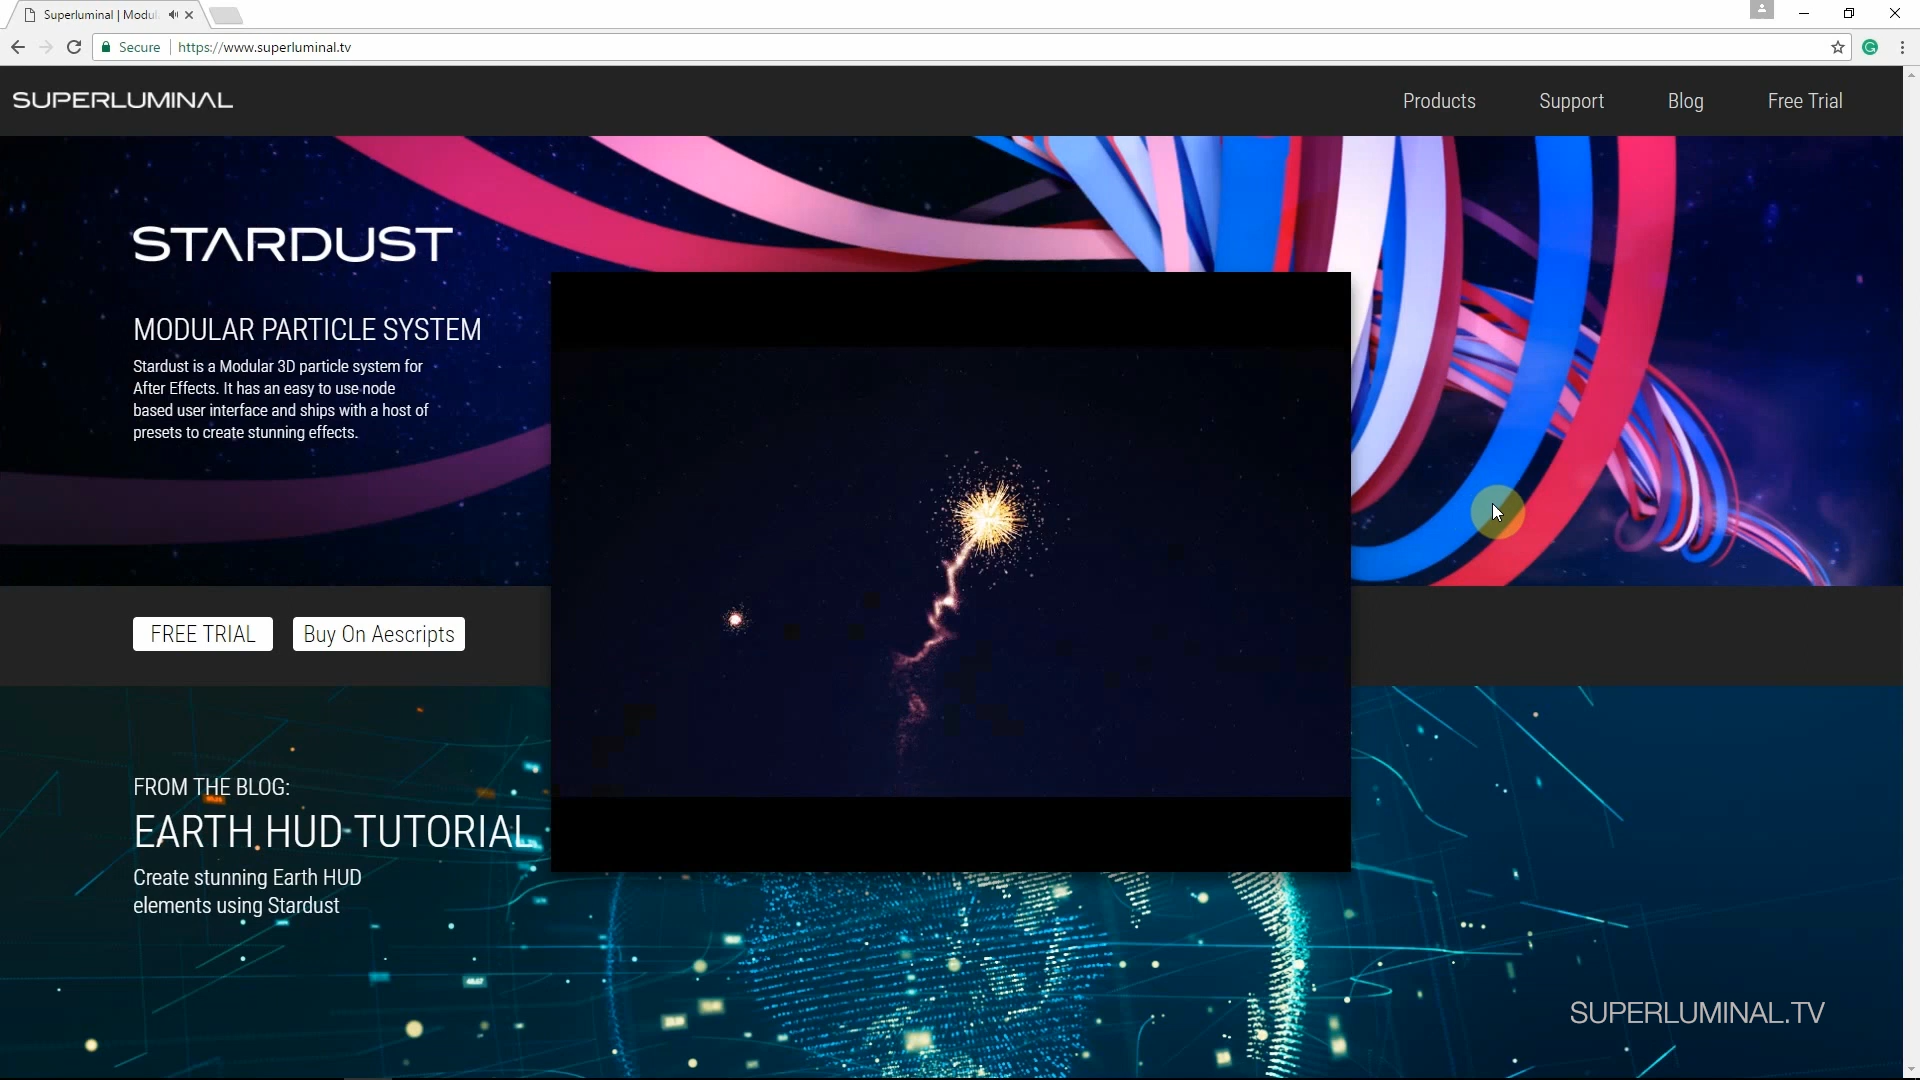 Superluminal | Modul
Secure
https://www.superluminal.tv
SUPERLUMINAL
Products
Support
Blog
Free Trial
STARDUST
MODULAR PARTICLE SYSTEM
Stardust is a Modular 3D particle system for
After Effects. It has an easy to use node
based user interface and ships with a host of
presets to create stunning effects.
FREE TRIAL
Buy On Aescripts
FROM THE BLOG:
EARTH HUD TUTORIAL
Create stunning Earth HUD
elements using Stardust
SUPERLUMINAL.TV